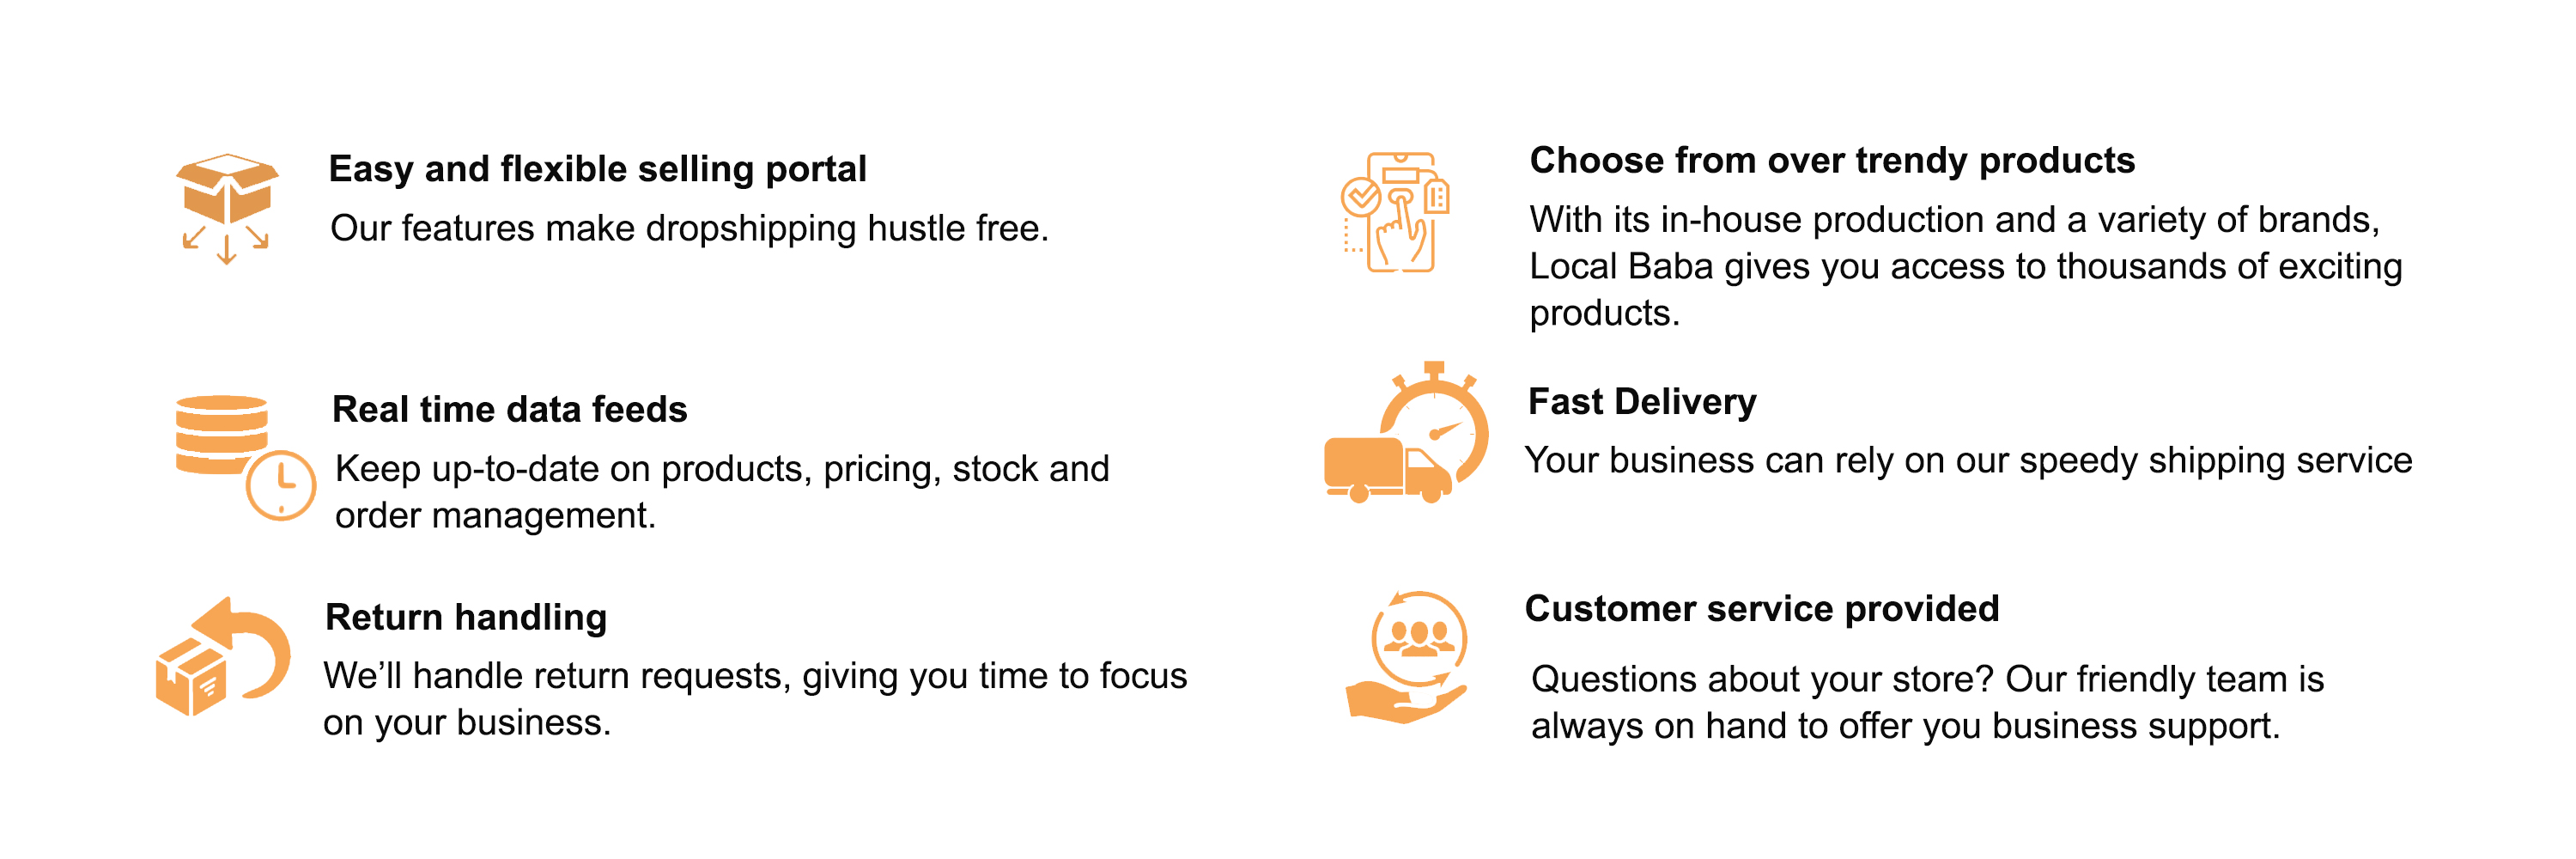 Easy and flexible selling portal
Our features make dropshipping hustle free.
Choose from over trendy products
With its in-house production and a variety of brands,
Local Baba gives you access to thousands of exciting
products.
Real time data feeds
Keep up-to-date on products, pricing, stock and
order management.
Fast Delivery
Your business can rely on our speedy shipping service
Return handling
We’ll handle return requests, giving you time to focus
on your business.
Customer service provided
Questions about your store? Our friendly team is
always on hand to offer you business support.